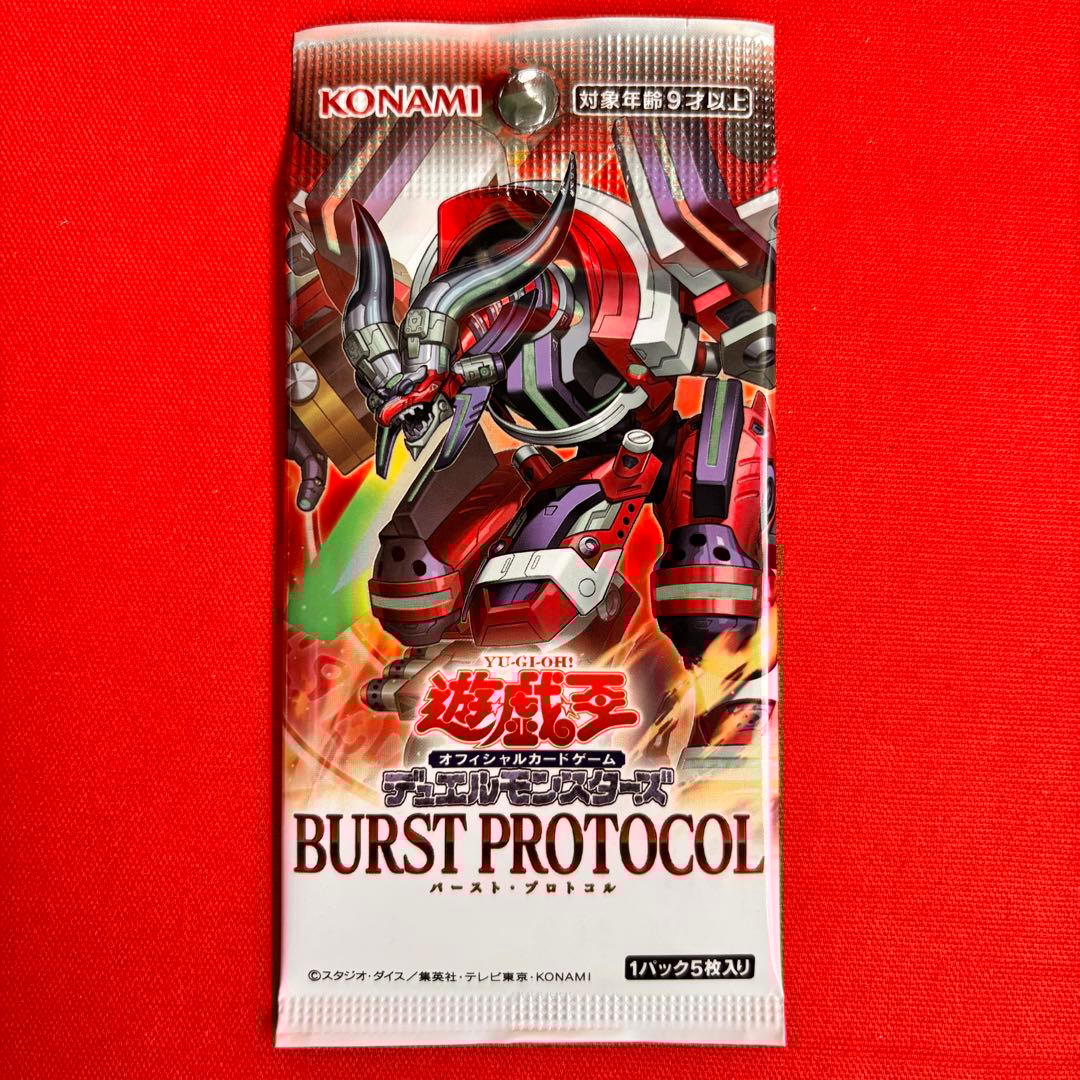 KONAMI
対象年齢9才以上
YU-GI-OH!
遊☆戯☆王
オフィシャルカードゲーム
デュエルモンスターズ
BURST PROTOCOL
バースト・プロトコル
1パック5枚入り
©スタジオ・ダイス／集英社・テレビ東京・KONAMI